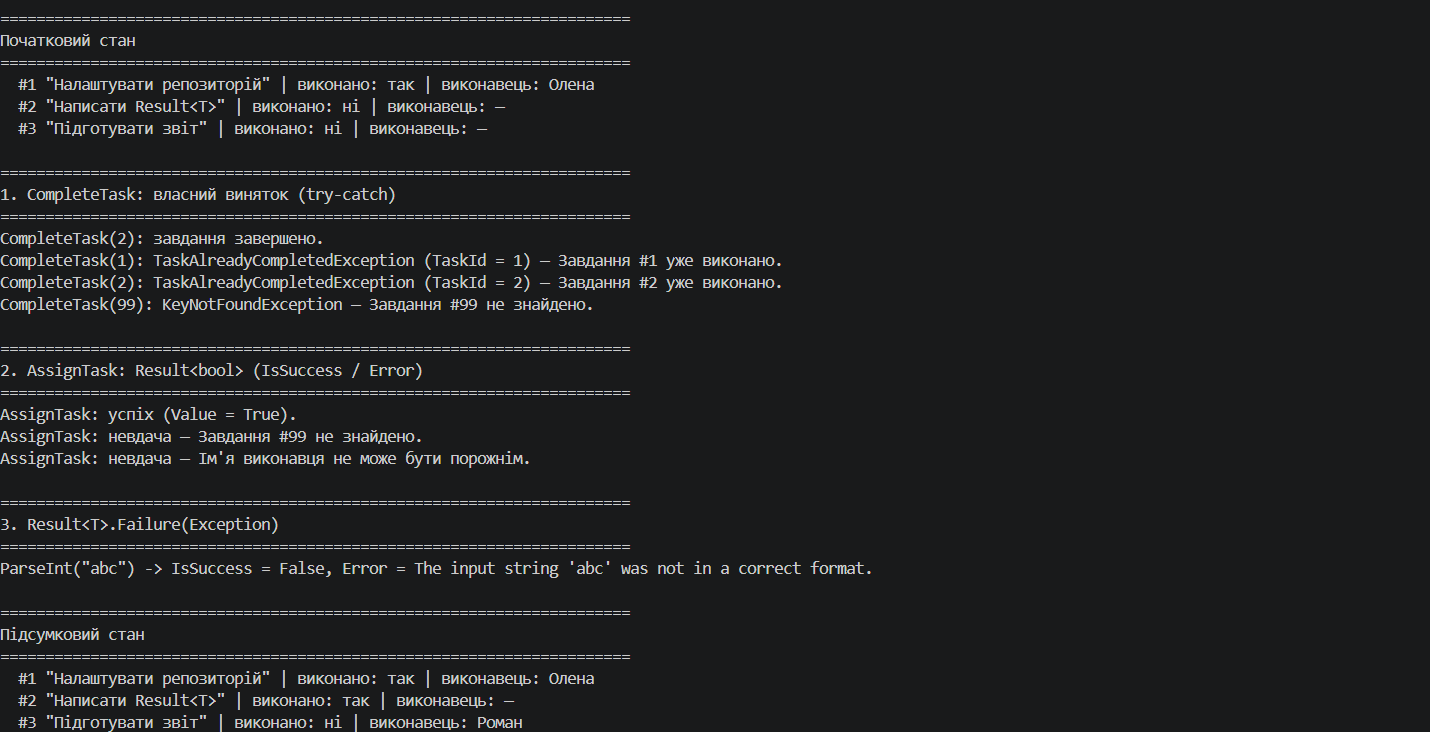 ======================================================================
Початковий стан
======================================================================
  #1 "Налаштувати репозиторій" | виконано: так | виконавець: Олена
  #2 "Написати Result<T>" | виконано: ні | виконавець: —
  #3 "Підготувати звіт" | виконано: ні | виконавець: —

======================================================================
1. CompleteTask: власний виняток (try-catch)
======================================================================
CompleteTask(2): завдання завершено.
CompleteTask(1): TaskAlreadyCompletedException (TaskId = 1) — Завдання #1 уже виконано.
CompleteTask(2): TaskAlreadyCompletedException (TaskId = 2) — Завдання #2 уже виконано.
CompleteTask(99): KeyNotFoundException — Завдання #99 не знайдено.

======================================================================
2. AssignTask: Result<bool> (IsSuccess / Error)
======================================================================
AssignTask: успіх (Value = True).
AssignTask: невдача — Завдання #99 не знайдено.
AssignTask: невдача — Ім'я виконавця не може бути порожнім.

======================================================================
3. Result<T>.Failure(Exception)
======================================================================
ParseInt("abc") -> IsSuccess = False, Error = The input string 'abc' was not in a correct format.

======================================================================
Підсумковий стан
======================================================================
  #1 "Налаштувати репозиторій" | виконано: так | виконавець: Олена
  #2 "Написати Result<T>" | виконано: так | виконавець: —
  #3 "Підготувати звіт" | виконано: ні | виконавець: Роман